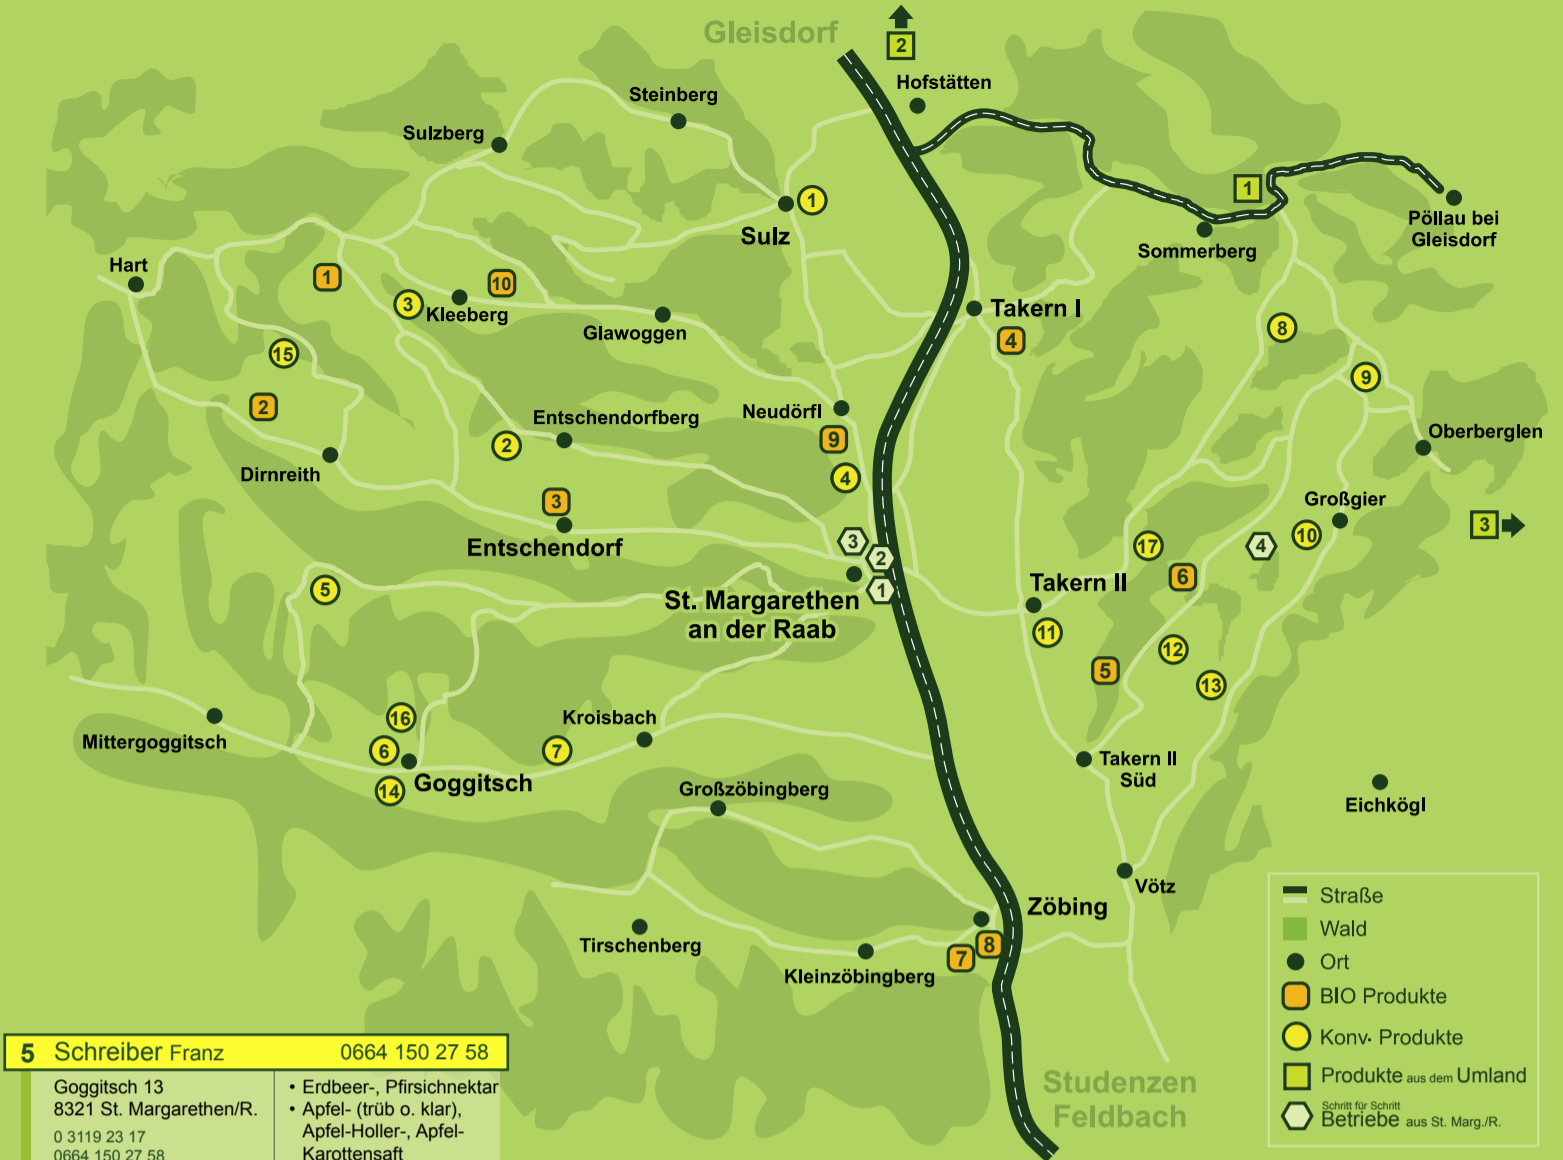 Gleisdorf
2
Hofstätten
Steinberg
Sulzberg
1
Sulz
1
Pöllau bei
Gleisdorf
Sommerberg
Hart
1
10
3
Kleeberg
Glawoggen
Takern I
4
8
15
9
2
Neudörfl
Entschendorfberg
9
2
4
Oberberglen
Dirnreith
3
Entschendorf
Großgier
3
10
4
17
6
3
2
1
St. Margarethen
an der Raab
Takern II
5
11
12
5
13
Mittergoggitsch
16
6
14
Goggitsch
7
Kroisbach
Takern II
Süd
Großzöbingberg
Eichkögl
Vötz
Zöbing
Tirschenberg
Kleinzöbingberg
7
8
Studenzen
Feldbach
Straße
Wald
Ort
BIO Produkte
Konv. Produkte
Produkte aus dem Umland
Schritt für Schritt
Betriebe aus St. Marg./R.
5 Schreiber Franz 0664 150 27 58
Goggitsch 13
8321 St. Margarethen/R.
0 3119 23 17
0664 150 27 58
• Erdbeer-, Pfirsichnektar
• Apfel- (trüb o. klar),
Apfel-Holler-, Apfel-
Karottensaft